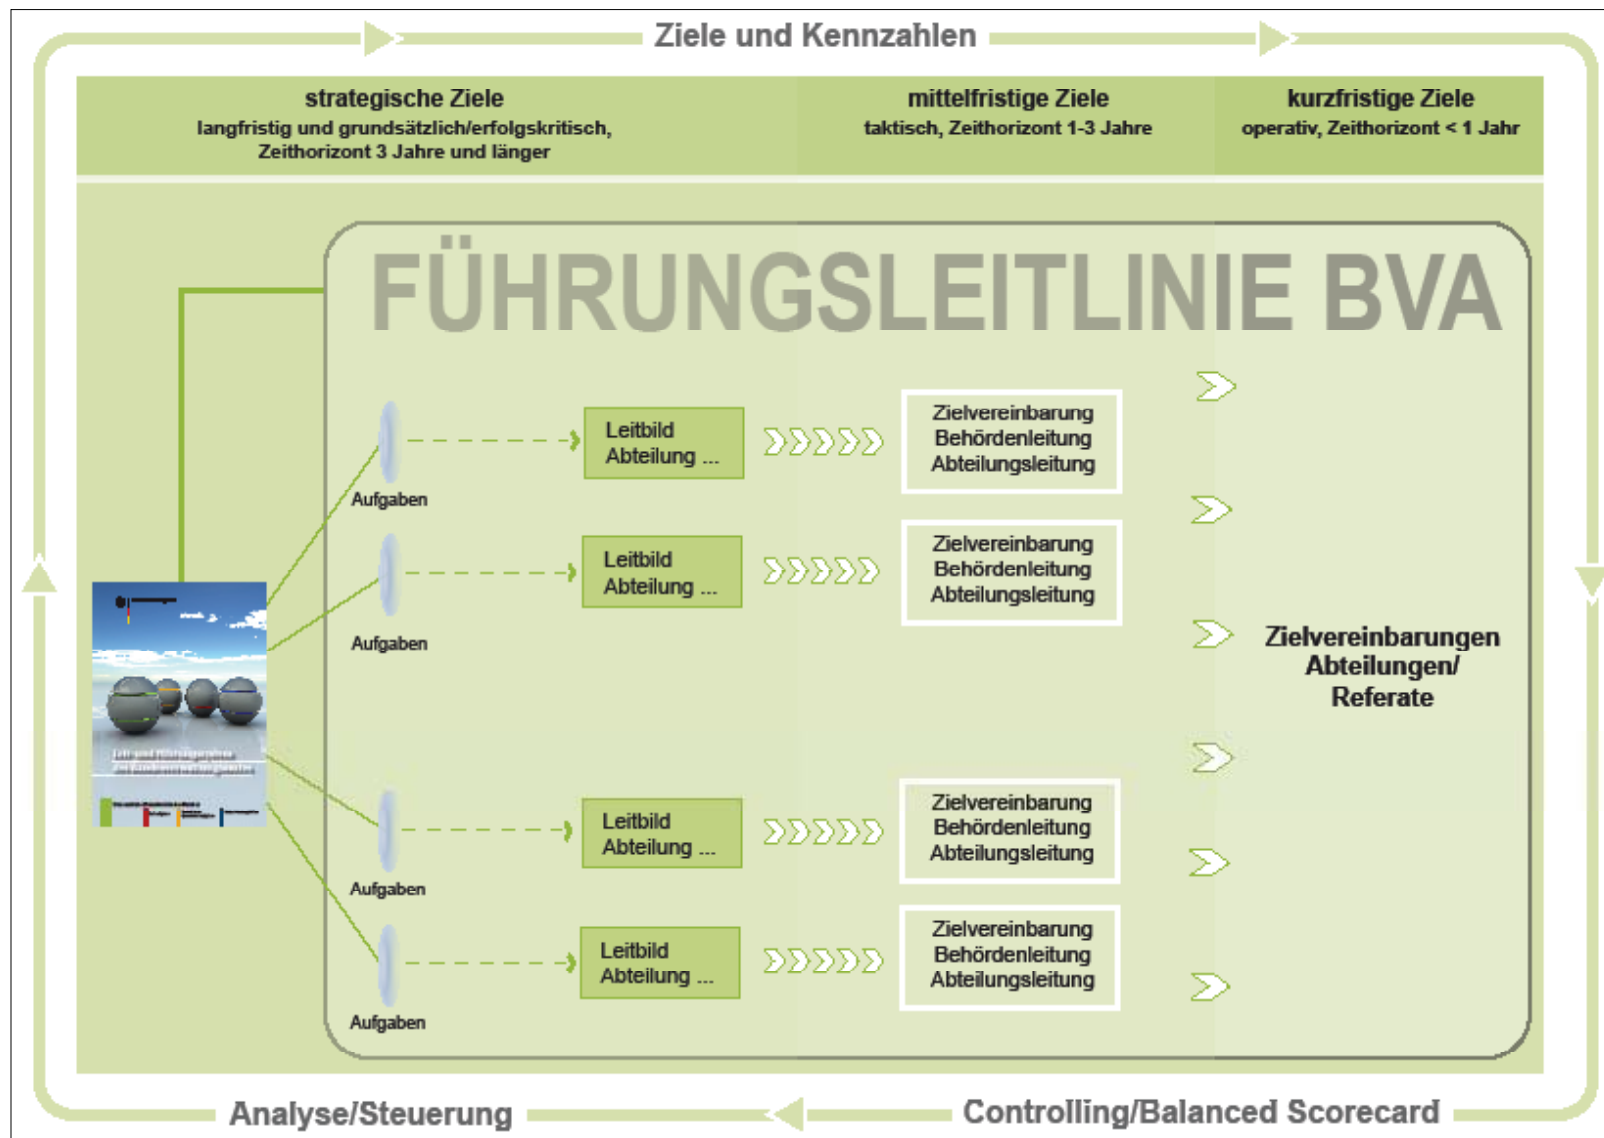 Ziele und Kennzahlen
strategische Ziele
langfristig und grundsätzlich/erfolgskritisch,
Zeithorizont 3 Jahre und länger
mittelfristige Ziele
taktisch, Zeithorizont 1-3 Jahre
kurzfristige Ziele
operativ, Zeithorizont < 1 Jahr
FÜHRUNGSLEITLINIE BVA
Aufgaben
Leitbild
Abteilung ...
Zielvereinbarung
Behördenleitung
Abteilungsleitung
Aufgaben
Leitbild
Abteilung ...
Zielvereinbarung
Behördenleitung
Abteilungsleitung
Zielvereinbarungen
Abteilungen/
Referate
Aufgaben
Leitbild
Abteilung ...
Zielvereinbarung
Behördenleitung
Abteilungsleitung
Aufgaben
Leitbild
Abteilung ...
Zielvereinbarung
Behördenleitung
Abteilungsleitung
Analyse/Steuerung
Controlling/Balanced Scorecard